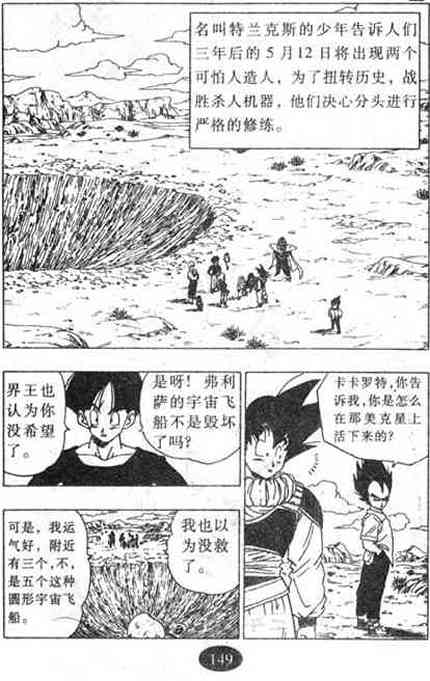 名叫特兰克斯的少年告诉人们
三年后的5月12日将出现两个
可怕人造人，为了扭转历史，战
胜杀人机器，他们决心分头进行
严格的修练。
卡卡罗特，你告
诉我，你是怎么
在那美克星上
活下来的？
是呀！弗利
萨的宇宙飞
船不是毁坏
了吗？
界王也
认为你
没希望
了。
我也以
为没救
了。
可是，我运
气好，附近
有三个，不，
是五个这种
圆形宇宙飞
船。
149